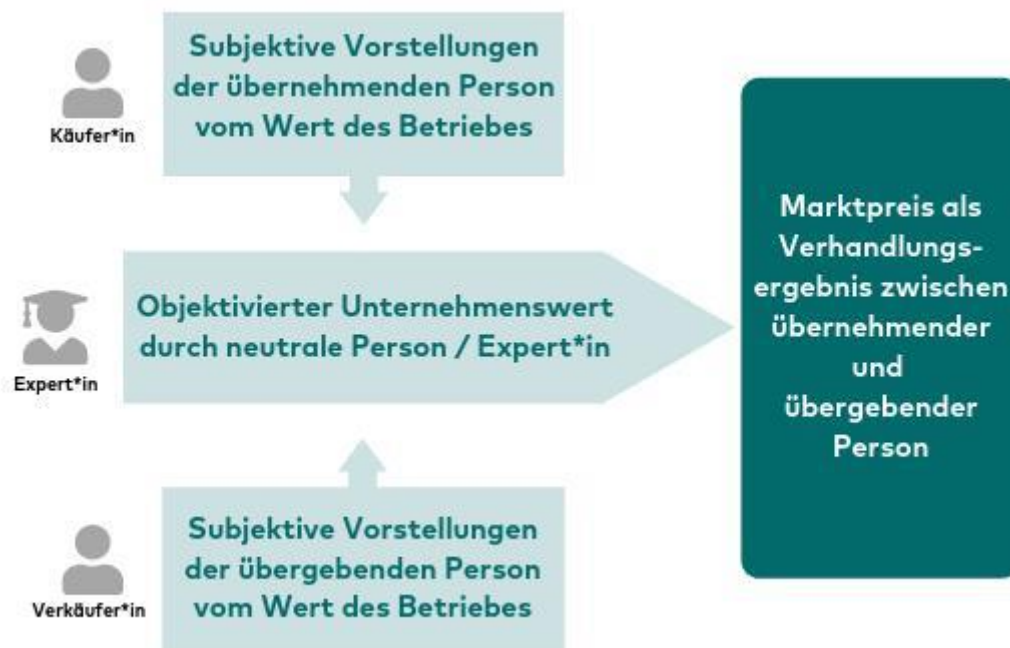 Subjektive Vorstellungen
der übernehmenden Person
vom Wert des Betriebes
Käufer*in
Objektivierter Unternehmenswert
durch neutrale Person / Expert*in
Expert*in
Subjektive Vorstellungen
der übergebenden Person
vom Wert des Betriebes
Verkäufer*in
Marktpreis als
Verhandlungs-
ergebnis zwischen
übernehmender
und
übergebender
Person